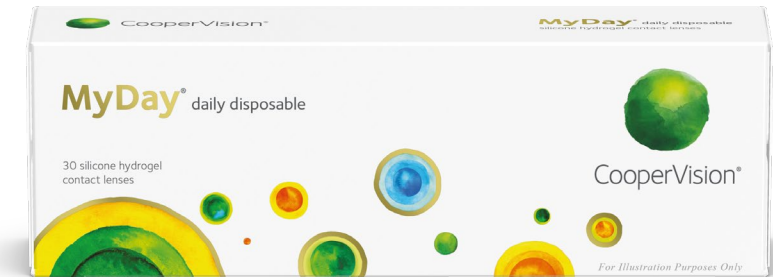 CooperVision®
MyDay® daily disposable
silicone hydrogel contact lenses
MyDay® daily disposable
30 silicone hydrogel
contact lenses
CooperVision®
For Illustration Purposes Only